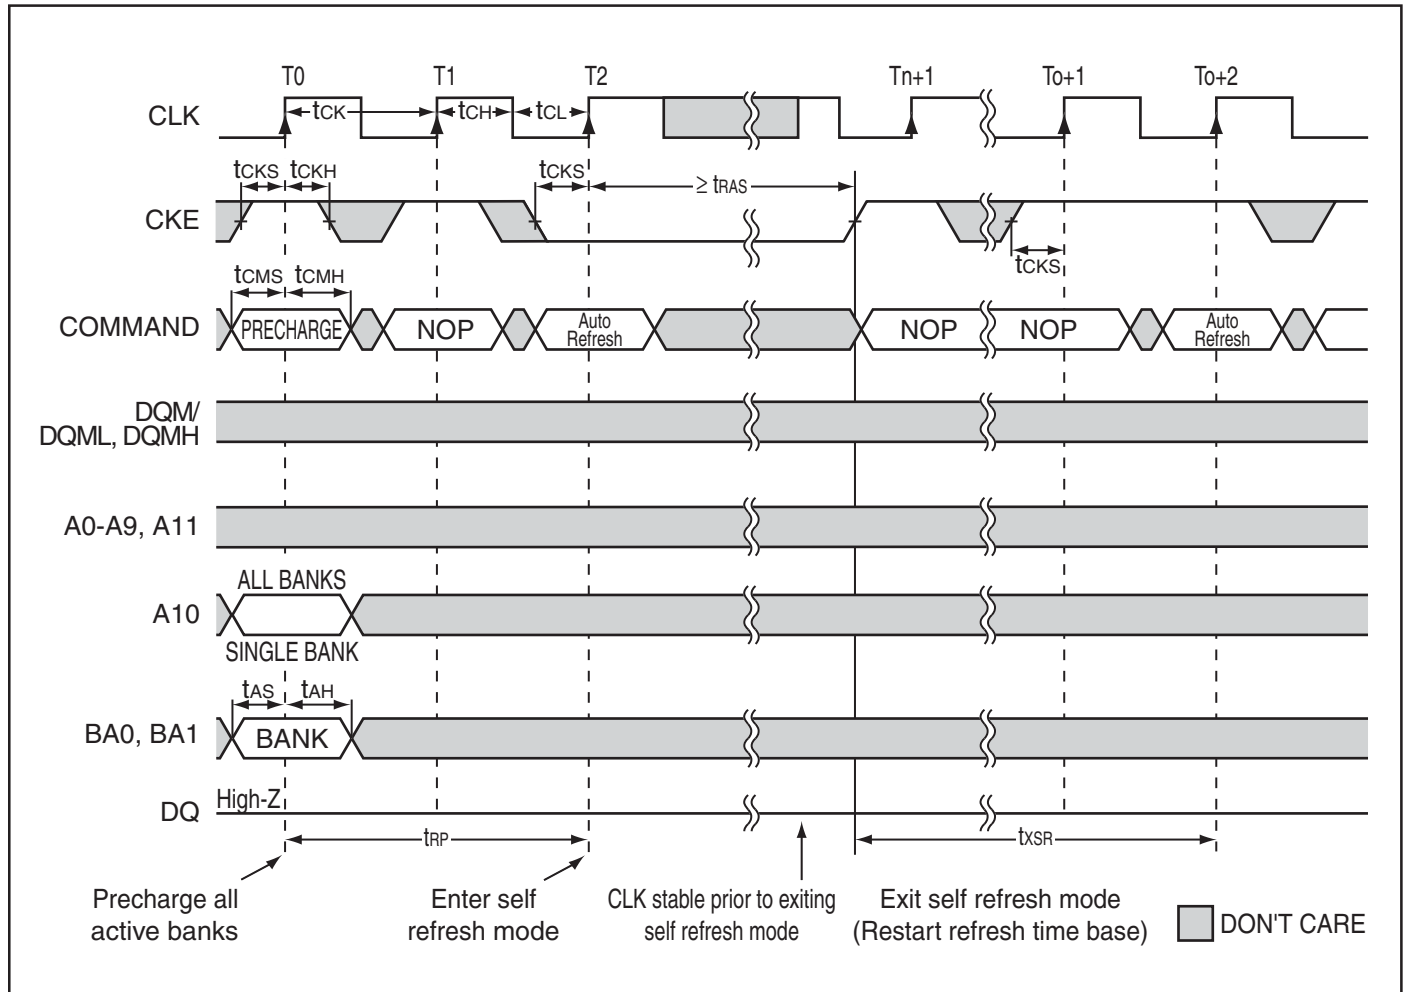 T0 T1 T2 Tn+1 To+1 To+2
CLK
tCK tCH tCL
tCKS tCKH tCKS ≥ tRAS
CKE
tCKS
tCMS tCMH
COMMAND PRECHARGE NOP Auto Refresh NOP NOP Auto Refresh
DQM/
DQML, DQMH
A0-A9, A11
ALL BANKS
A10
SINGLE BANK
tAS tAH
BA0, BA1 BANK
High-Z
DQ
tRP tXSR
Precharge all
active banks
Enter self
refresh mode
CLK stable prior to exiting
self refresh mode
Exit self refresh mode
(Restart refresh time base)
DON'T CARE